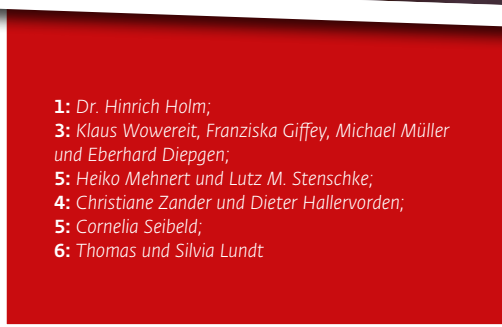 1: Dr. Hinrich Holm;
3: Klaus Wowereit, Franziska Giffey, Michael Müller
und Eberhard Diepgen;
5: Heiko Mehnert und Lutz M. Stenschke;
4: Christiane Zander und Dieter Hallervorden;
5: Cornelia Seibeld;
6: Thomas und Silvia Lundt